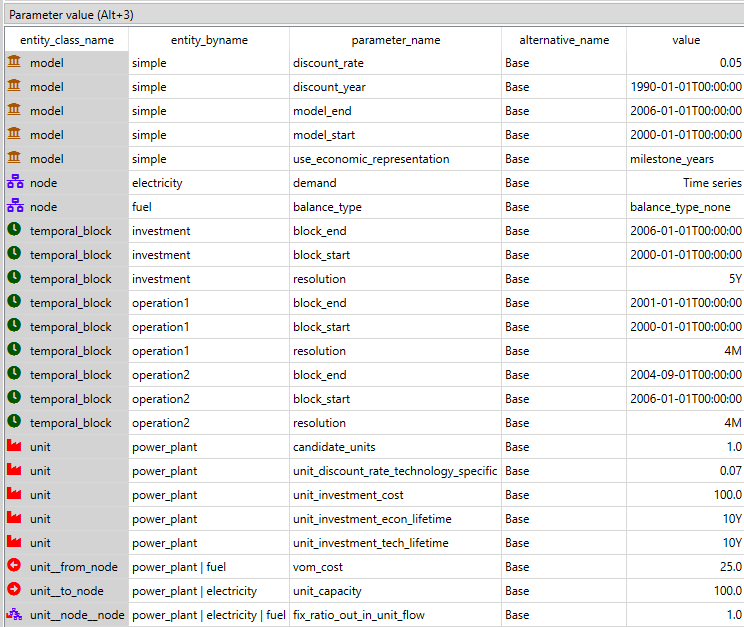 Parameter value (Alt+3)
entity_class_name entity_byname parameter_name alternative_name value
model simple discount_rate Base 0.05
model simple discount_year Base 1990-01-01T00:00:00
model simple model_end Base 2006-01-01T00:00:00
model simple model_start Base 2000-01-01T00:00:00
model simple use_economic_representation Base milestone_years
node electricity demand Base Time series
node fuel balance_type Base balance_type_none
temporal_block investment block_end Base 2006-01-01T00:00:00
temporal_block investment block_start Base 2000-01-01T00:00:00
temporal_block investment resolution Base 5Y
temporal_block operation1 block_end Base 2001-01-01T00:00:00
temporal_block operation1 block_start Base 2000-01-01T00:00:00
temporal_block operation1 resolution Base 4M
temporal_block operation2 block_end Base 2004-09-01T00:00:00
temporal_block operation2 block_start Base 2006-01-01T00:00:00
temporal_block operation2 resolution Base 4M
unit power_plant candidate_units Base 1.0
unit power_plant unit_discount_rate_technology_specific Base 0.07
unit power_plant unit_investment_cost Base 100.0
unit power_plant unit_investment_econ_lifetime Base 10Y
unit power_plant unit_investment_tech_lifetime Base 10Y
unit__from_node power_plant | fuel vom_cost Base 25.0
unit__to_node power_plant | electricity unit_capacity Base 100.0
unit__node__node power_plant | electricity | fuel fix_ratio_out_in_unit_flow Base 1.0